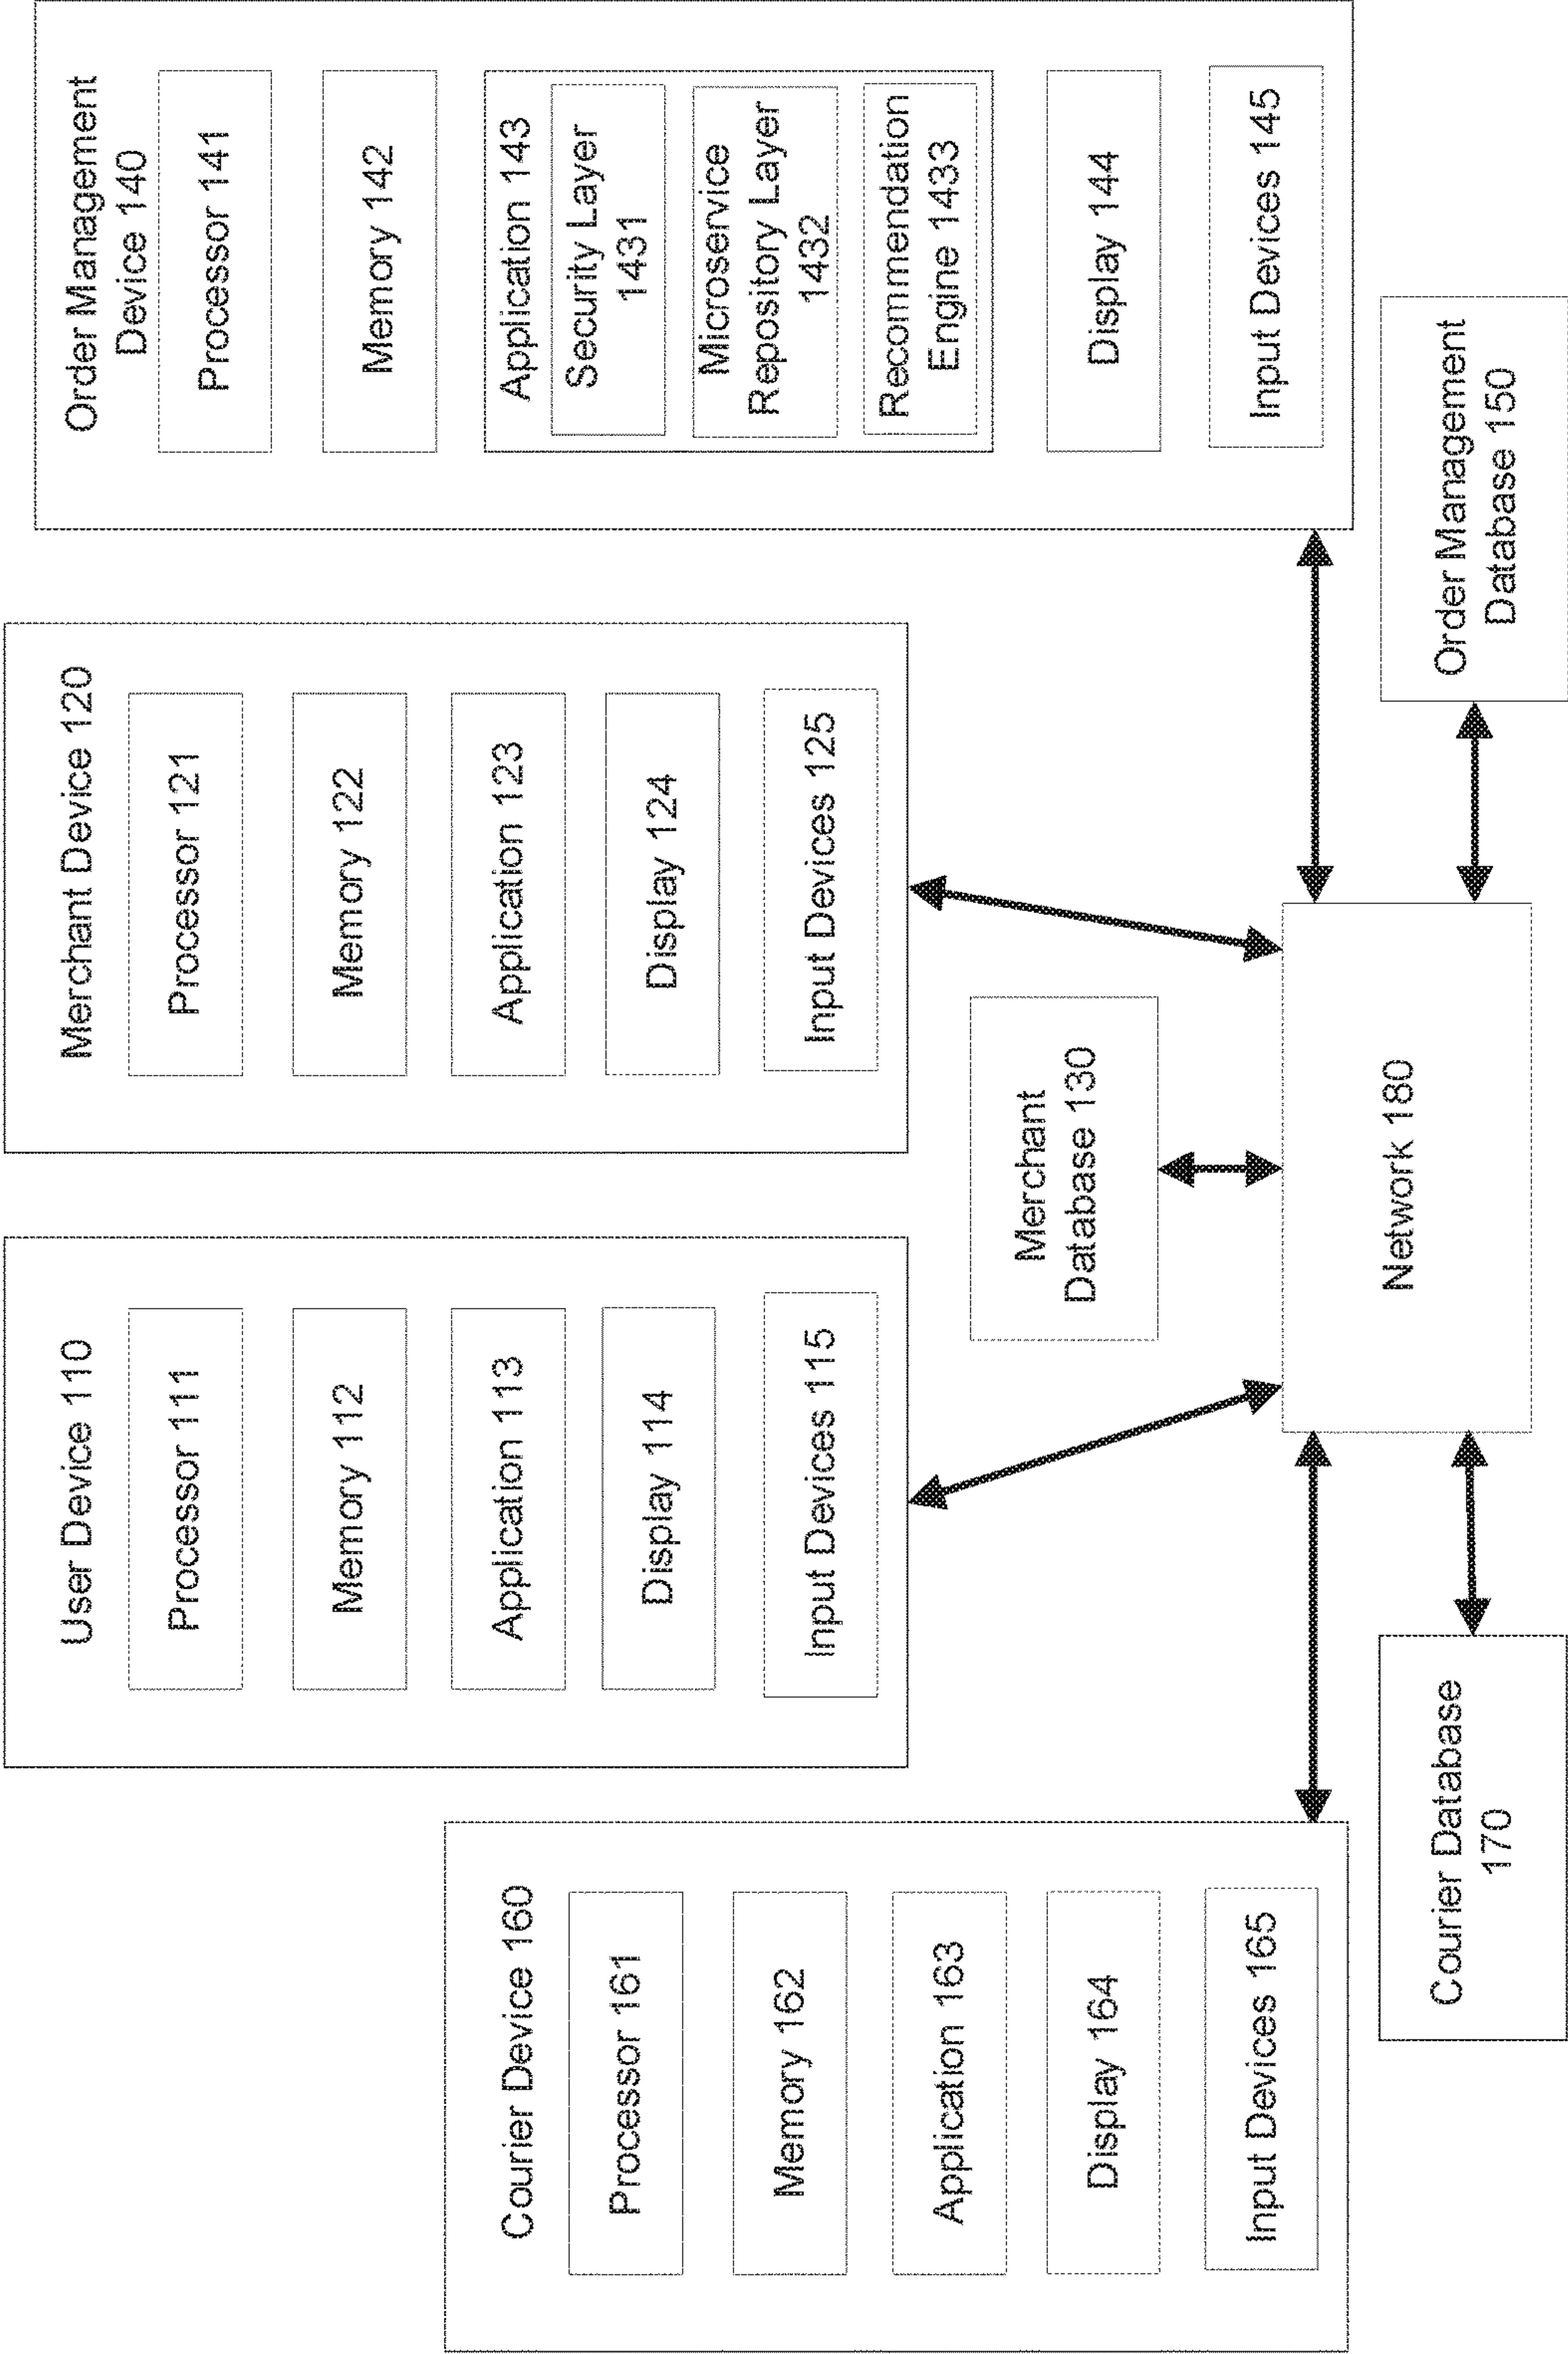 Courier Device 160
Processor 161
Memory 162
Application 163
Display 164
Input Devices 165
User Device 110
Processor 111
Memory 112
Application 113
Display 114
Input Devices 115
Merchant Device 120
Processor 121
Memory 122
Application 123
Display 124
Input Devices 125
Order Management
Device 140
Processor 141
Memory 142
Application 143
Security Layer
1431
Microservice
Repository Layer
1432
Recommendation
Engine 1433
Display 144
Input Devices 145
Merchant
Database 130
Courier Database
170
Network 180
Order Management
Database 150